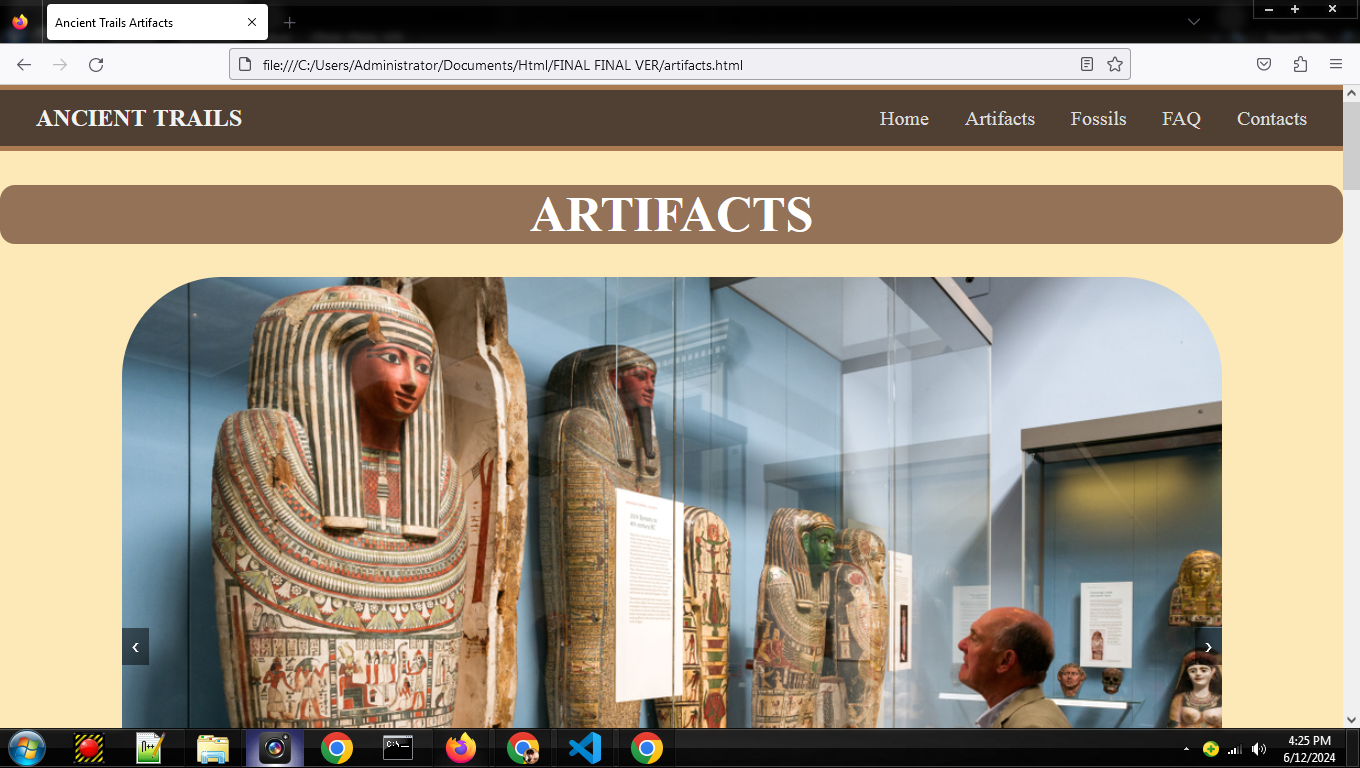 Ancient Trails Artifacts
file:///C:/Users/Administrator/Documents/Html/FINAL FINAL VER/artifacts.html
ANCIENT TRAILS
Home Artifacts Fossils FAQ Contacts
ARTIFACTS
4:25 PM
6/12/2024